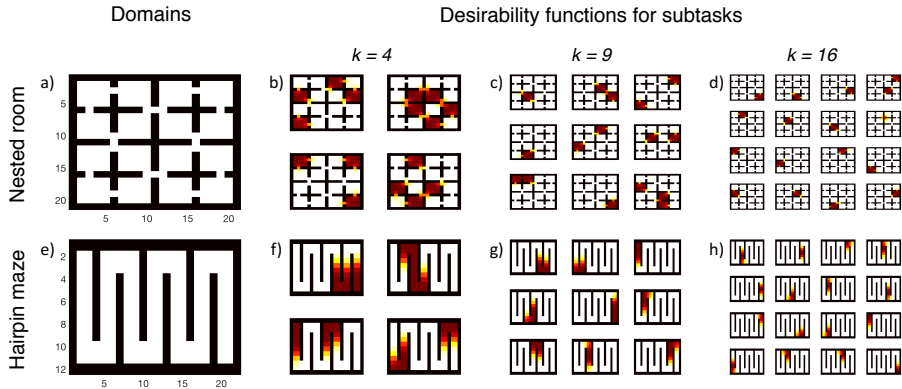 Domains
Desirability functions for subtasks
k = 4
k = 9
k = 16
Nested room
a)
b)
c)
d)
5
10
15
20
5
10
15
20
Hairpin maze
e)
f)
g)
h)
2
4
6
8
10
12
5
10
15
20